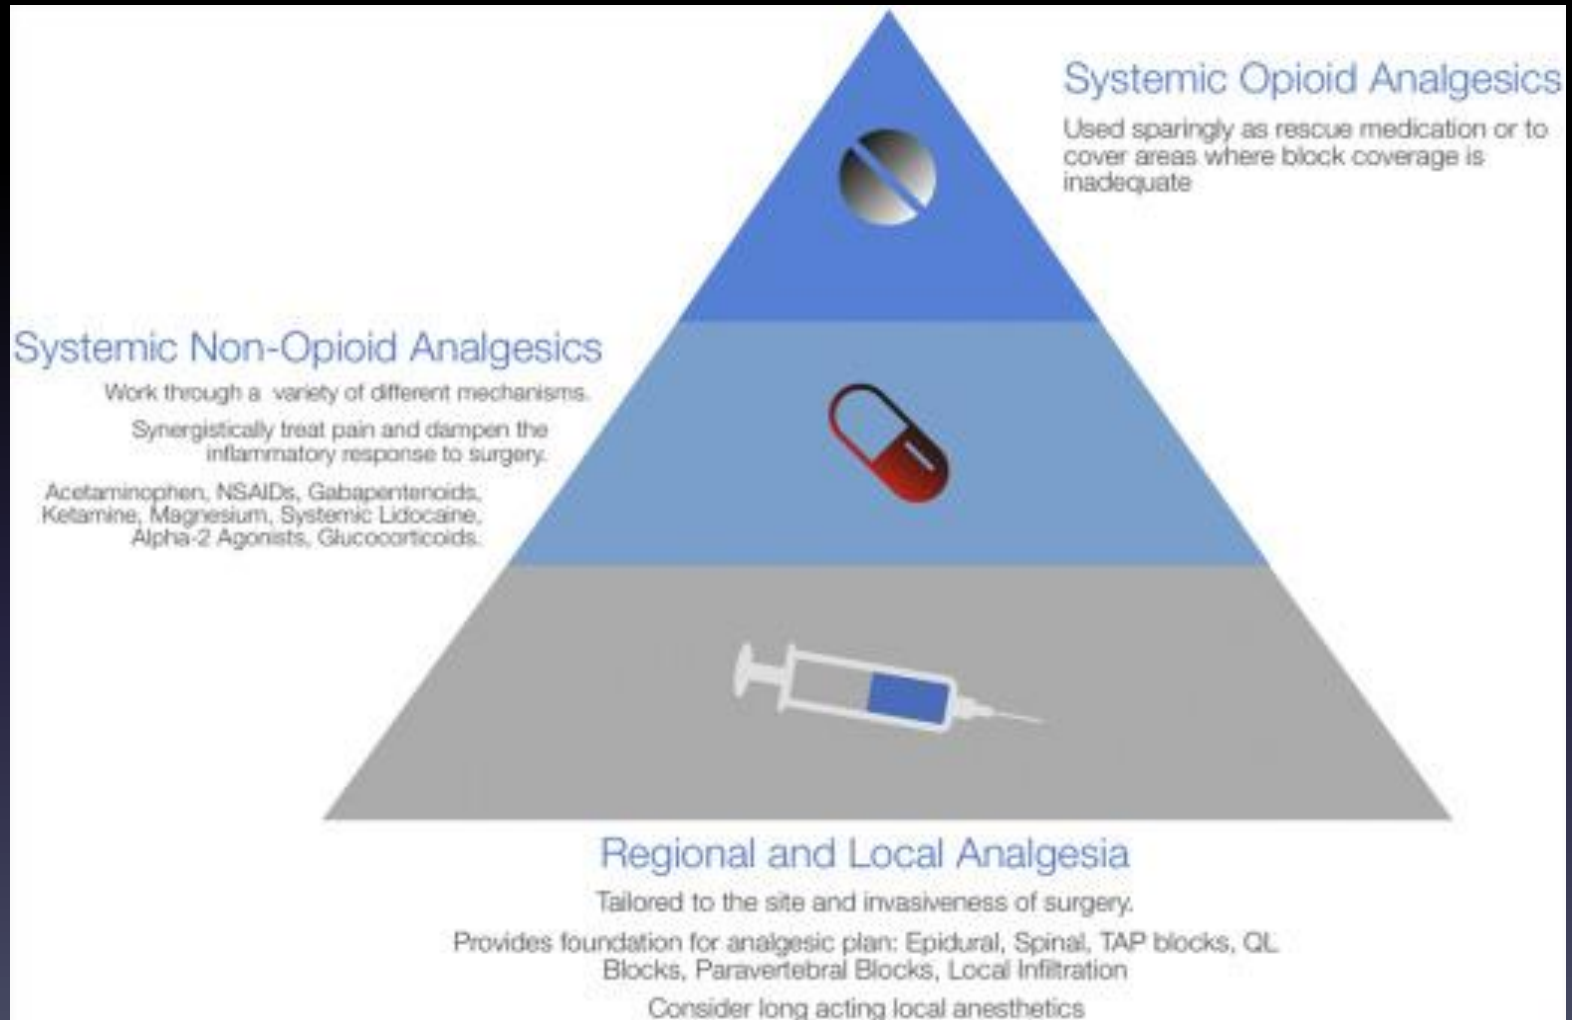 Systemic Opioid Analgesics
Used sparingly as rescue medication or to
cover areas where block coverage is
inadequate
Systemic Non-Opioid Analgesics
Work through a variety of different mechanisms.
Synergistically treat pain and dampen the
inflammatory response to surgery.
Acetaminophen, NSAIDs, Gabapentenoids,
Ketamine, Magnesium, Systemic Lidocaine,
Alpha-2 Agonists, Glucocorticoids.
Regional and Local Analgesia
Tailored to the site and invasiveness of surgery.
Provides foundation for analgesic plan: Epidural, Spinal, TAP blocks, QL
Blocks, Paravertebral Blocks, Local Infiltration
Consider long acting local anesthetics